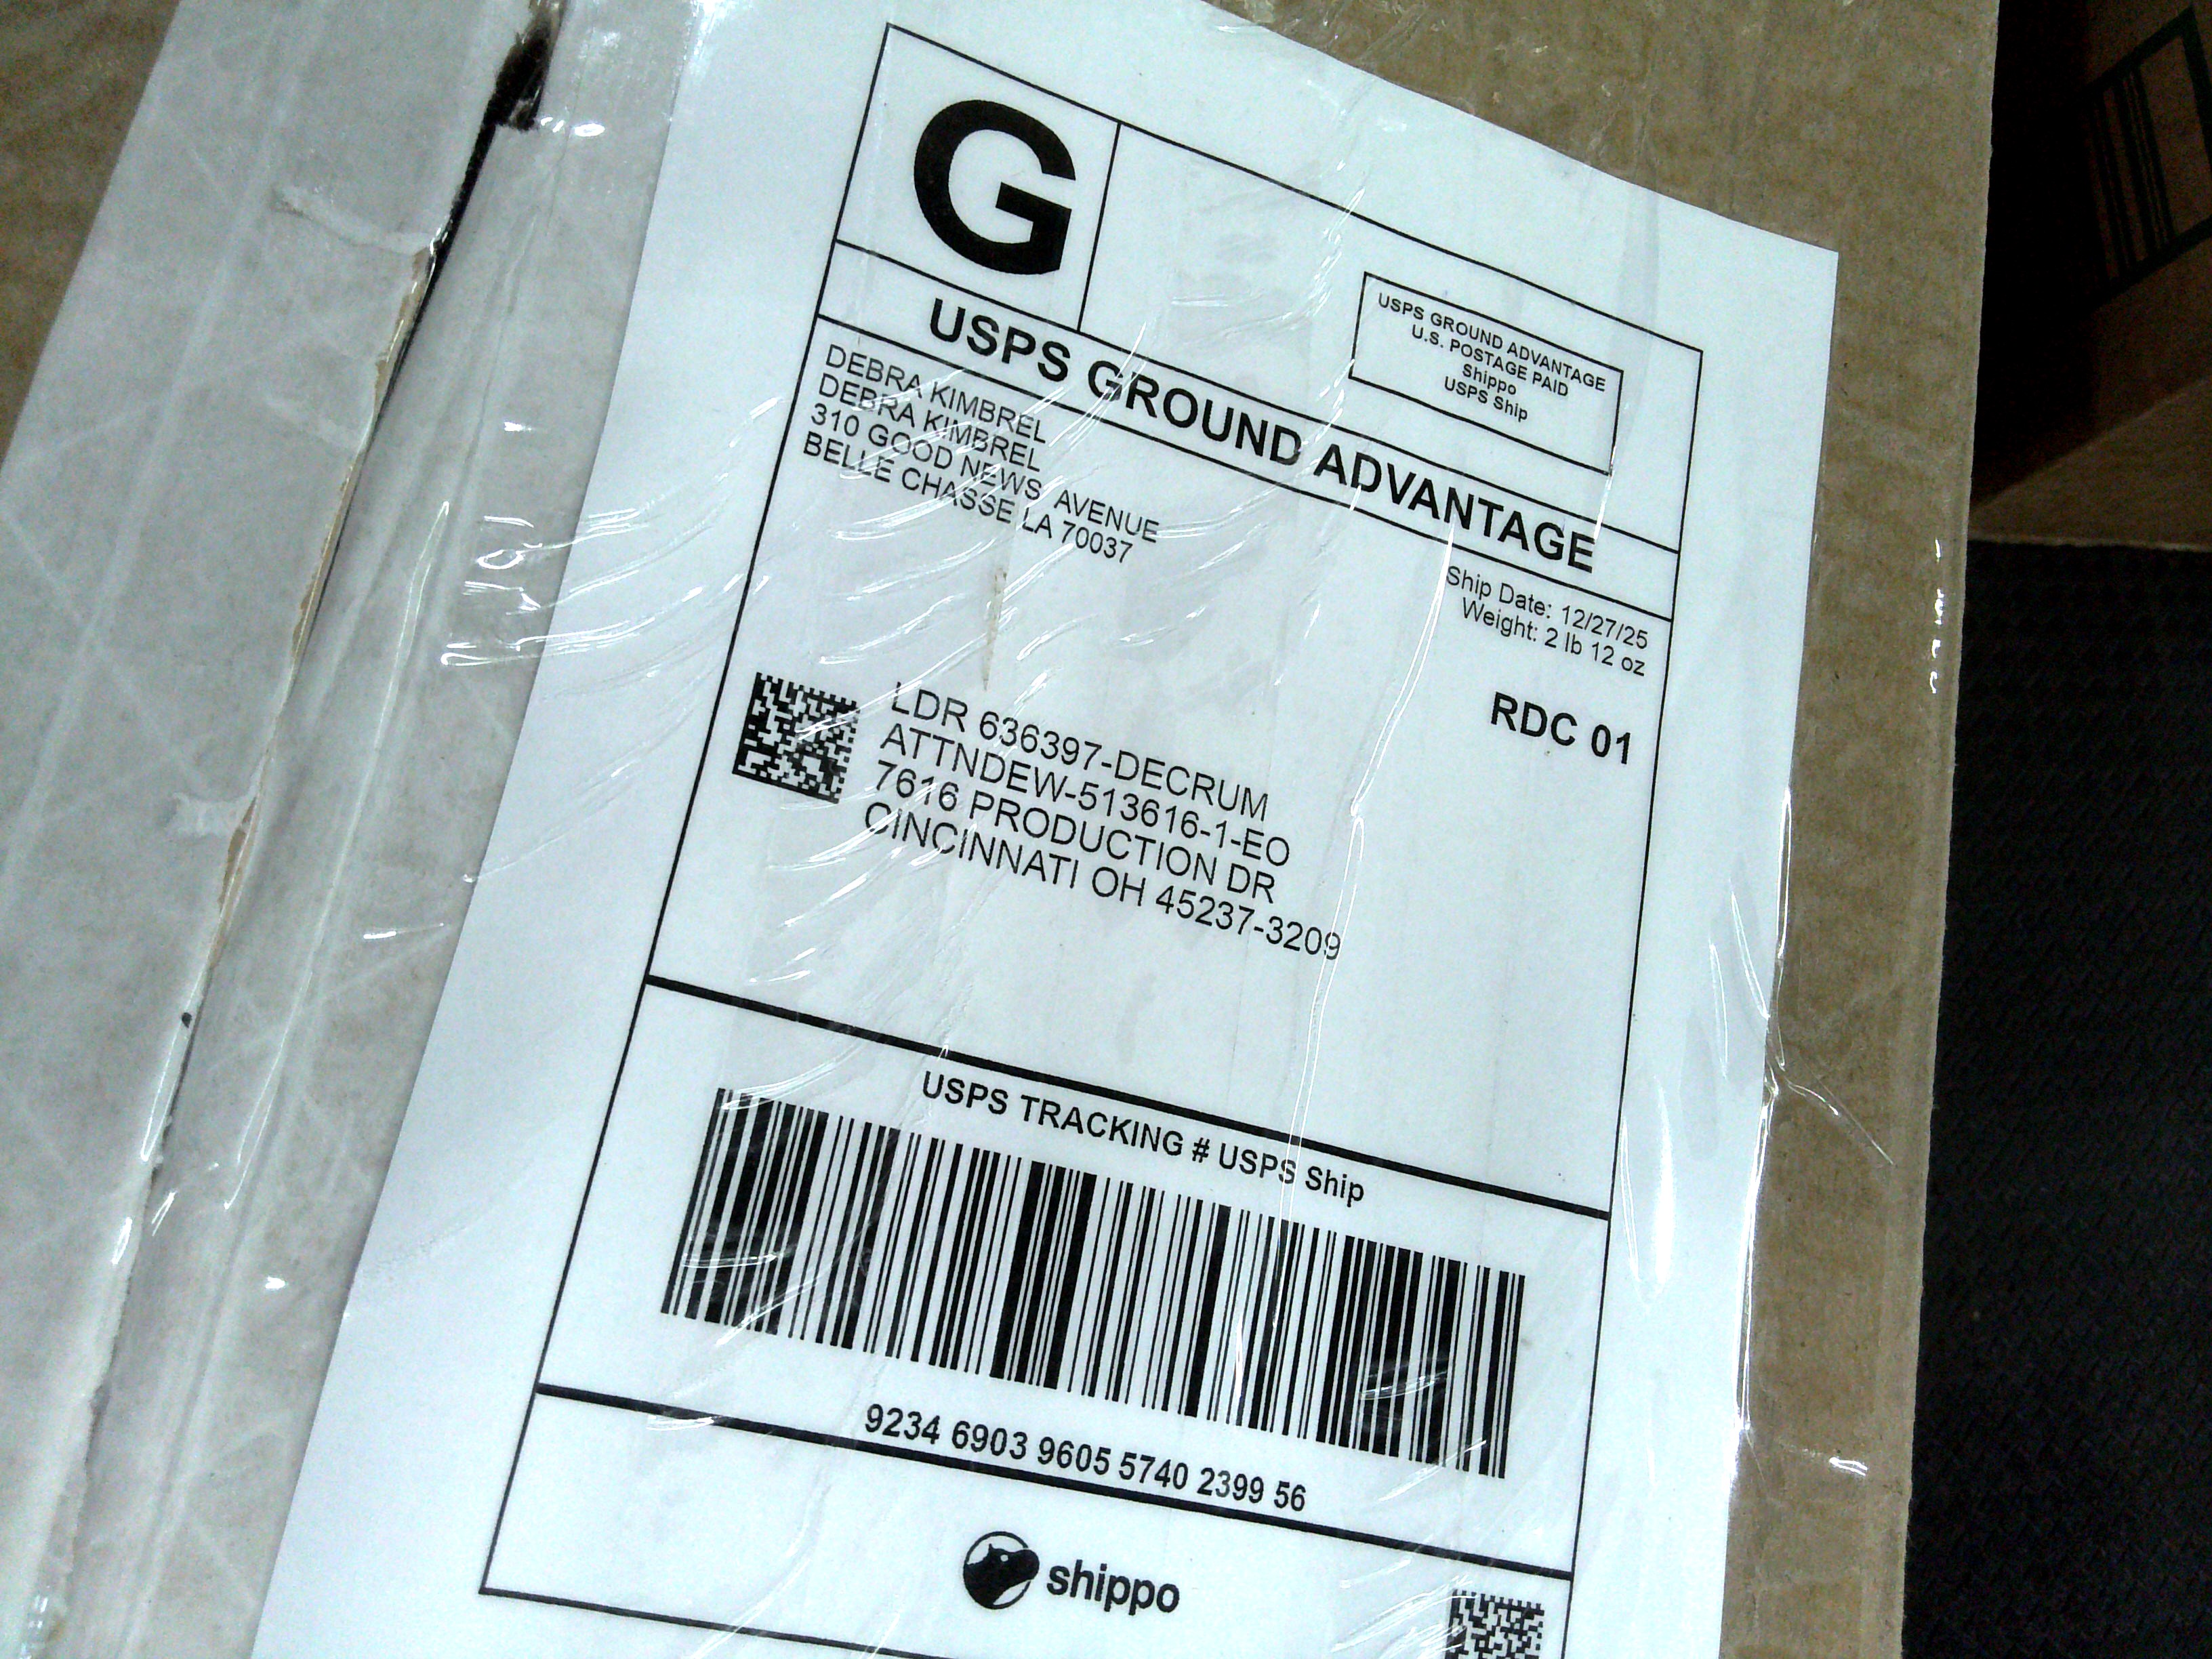 G
USPS GROUND ADVANTAGE
U.S. POSTAGE PAID
Shippo
USPS Ship
USPS GROUND ADVANTAGE
DEBRA KIMBREL
DEBRA KIMBREL
310 GOOD NEWS AVENUE
BELLE CHASSE LA 70037
Ship Date: 12/27/25
Weight: 2 lb 12 oz
RDC 01
LDR 636397-DECRUM
ATTNDEW-513616-1-EO
7616 PRODUCTION DR
CINCINNATI OH 45237-3209
USPS TRACKING # USPS Ship
9234 6903 9605 5740 2399 56
shippo